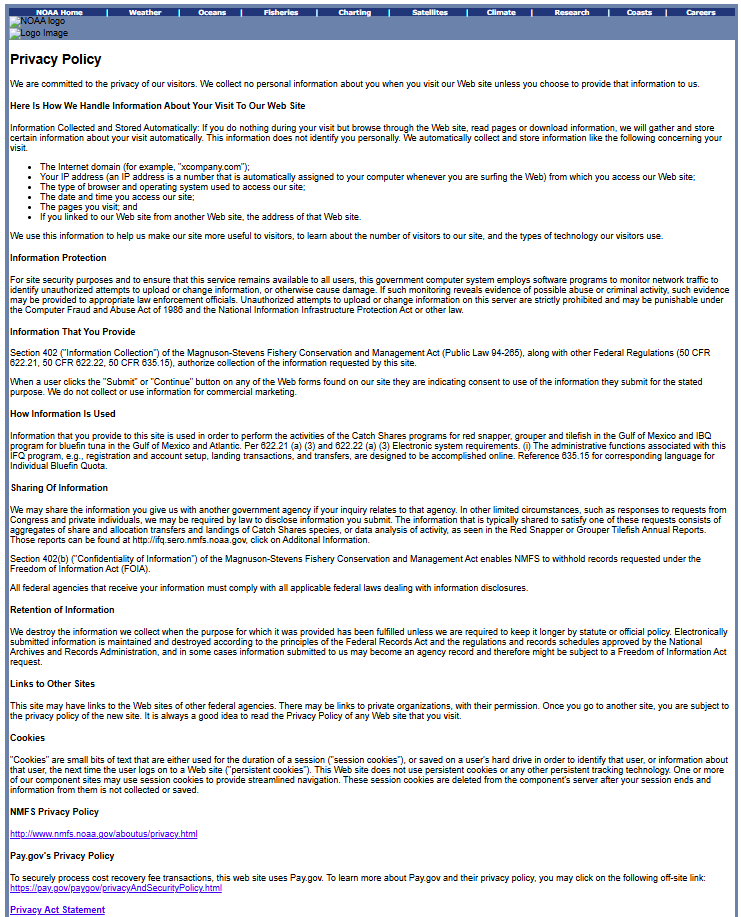 NOAA Home | Weather | Oceans | Fisheries | Charting | Satellites | Climate | Research | Coasts | Careers
NOAA logo
Logo Image
Privacy Policy
We are committed to the privacy of our visitors. We collect no personal information about you when you visit our Web site unless you choose to provide that information to us.
Here Is How We Handle Information About Your Visit To Our Web Site
Information Collected and Stored Automatically: If you do nothing during your visit but browse through the Web site, read pages or download information, we will gather and store
certain information about your visit automatically. This information does not identify you personally. We automatically collect and store information like the following concerning your
visit.
• The Internet domain (for example, "xcompany.com");
• Your IP address (an IP address is a number that is automatically assigned to your computer whenever you are surfing the Web) from which you access our Web site;
• The type of browser and operating system used to access our site;
• The date and time you access our site;
• The pages you visit; and
• If you linked to our Web site from another Web site, the address of that Web site.
We use this information to help us make our site more useful to visitors, to learn about the number of visitors to our site, and the types of technology our visitors use.
Information Protection
For site security purposes and to ensure that this service remains available to all users, this government computer system employs software programs to monitor network traffic to
identify unauthorized attempts to upload or change information, or otherwise cause damage. If such monitoring reveals evidence of possible abuse or criminal activity, such evidence
may be provided to appropriate law enforcement officials. Unauthorized attempts to upload or change information on this server are strictly prohibited and may be punishable under
the Computer Fraud and Abuse Act of 1986 and the National Information Infrastructure Protection Act or other law.
Information That You Provide
Section 402 ("Information Collection") of the Magnuson-Stevens Fishery Conservation and Management Act (Public Law 94-265), along with other Federal Regulations (50 CFR
622.21, 50 CFR 622.22, 50 CFR 635.15), authorize collection of the information requested by this site.
When a user clicks the "Submit" or "Continue" button on any of the Web forms found on our site they are indicating consent to use of the information they submit for the stated
purpose. We do not collect or use information for commercial marketing.
How Information Is Used
Information that you provide to this site is used in order to perform the activities of the Catch Shares programs for red snapper, grouper and tilefish in the Gulf of Mexico and IBQ
program for bluefin tuna in the Gulf of Mexico and Atlantic. Per 622.21 (a) (3) and 622.22 (a) (3) Electronic system requirements. (i) The administrative functions associated with this
IFQ program, e.g., registration and account setup, landing transactions, and transfers, are designed to be accomplished online. Reference 635.15 for corresponding language for
Individual Bluefin Quota.
Sharing Of Information
We may share the information you give us with another government agency if your inquiry relates to that agency. In other limited circumstances, such as responses to requests from
Congress and private individuals, we may be required by law to disclose information you submit. The information that is typically shared to satisfy one of these requests consists of
aggregates of share and allocation transfers and landings of Catch Shares species, or data analysis of activity, as seen in the Red Snapper or Grouper Tilefish Annual Reports.
Those reports can be found at http://ifq.sero.nmfs.noaa.gov, click on Additonal Information.
Section 402(b) ("Confidentiality of Information") of the Magnuson-Stevens Fishery Conservation and Management Act enables NMFS to withhold records requested under the
Freedom of Information Act (FOIA).
All federal agencies that receive your information must comply with all applicable federal laws dealing with information disclosures.
Retention of Information
We destroy the information we collect when the purpose for which it was provided has been fulfilled unless we are required to keep it longer by statute or official policy. Electronically
submitted information is maintained and destroyed according to the principles of the Federal Records Act and the regulations and records schedules approved by the National
Archives and Records Administration, and in some cases information submitted to us may become an agency record and therefore might be subject to a Freedom of Information Act
request.
Links to Other Sites
This site may have links to the Web sites of other federal agencies. There may be links to private organizations, with their permission. Once you go to another site, you are subject to
the privacy policy of the new site. It is always a good idea to read the Privacy Policy of any Web site that you visit.
Cookies
"Cookies" are small bits of text that are either used for the duration of a session ("session cookies"), or saved on a user's hard drive in order to identify that user, or information about
that user, the next time the user logs on to a Web site ("persistent cookies"). This Web site does not use persistent cookies or any other persistent tracking technology. One or more
of our component sites may use session cookies to provide streamlined navigation. These session cookies are deleted from the component's server after your session ends and
information from them is not collected or saved.
NMFS Privacy Policy
http://www.nmfs.noaa.gov/aboutus/privacy.html
Pay.gov's Privacy Policy
To securely process cost recovery fee transactions, this web site uses Pay.gov. To learn more about Pay.gov and their privacy policy, you may click on the following off-site link:
https://pay.gov/paygov/privacyAndSecurityPolicy.html
Privacy Act Statement